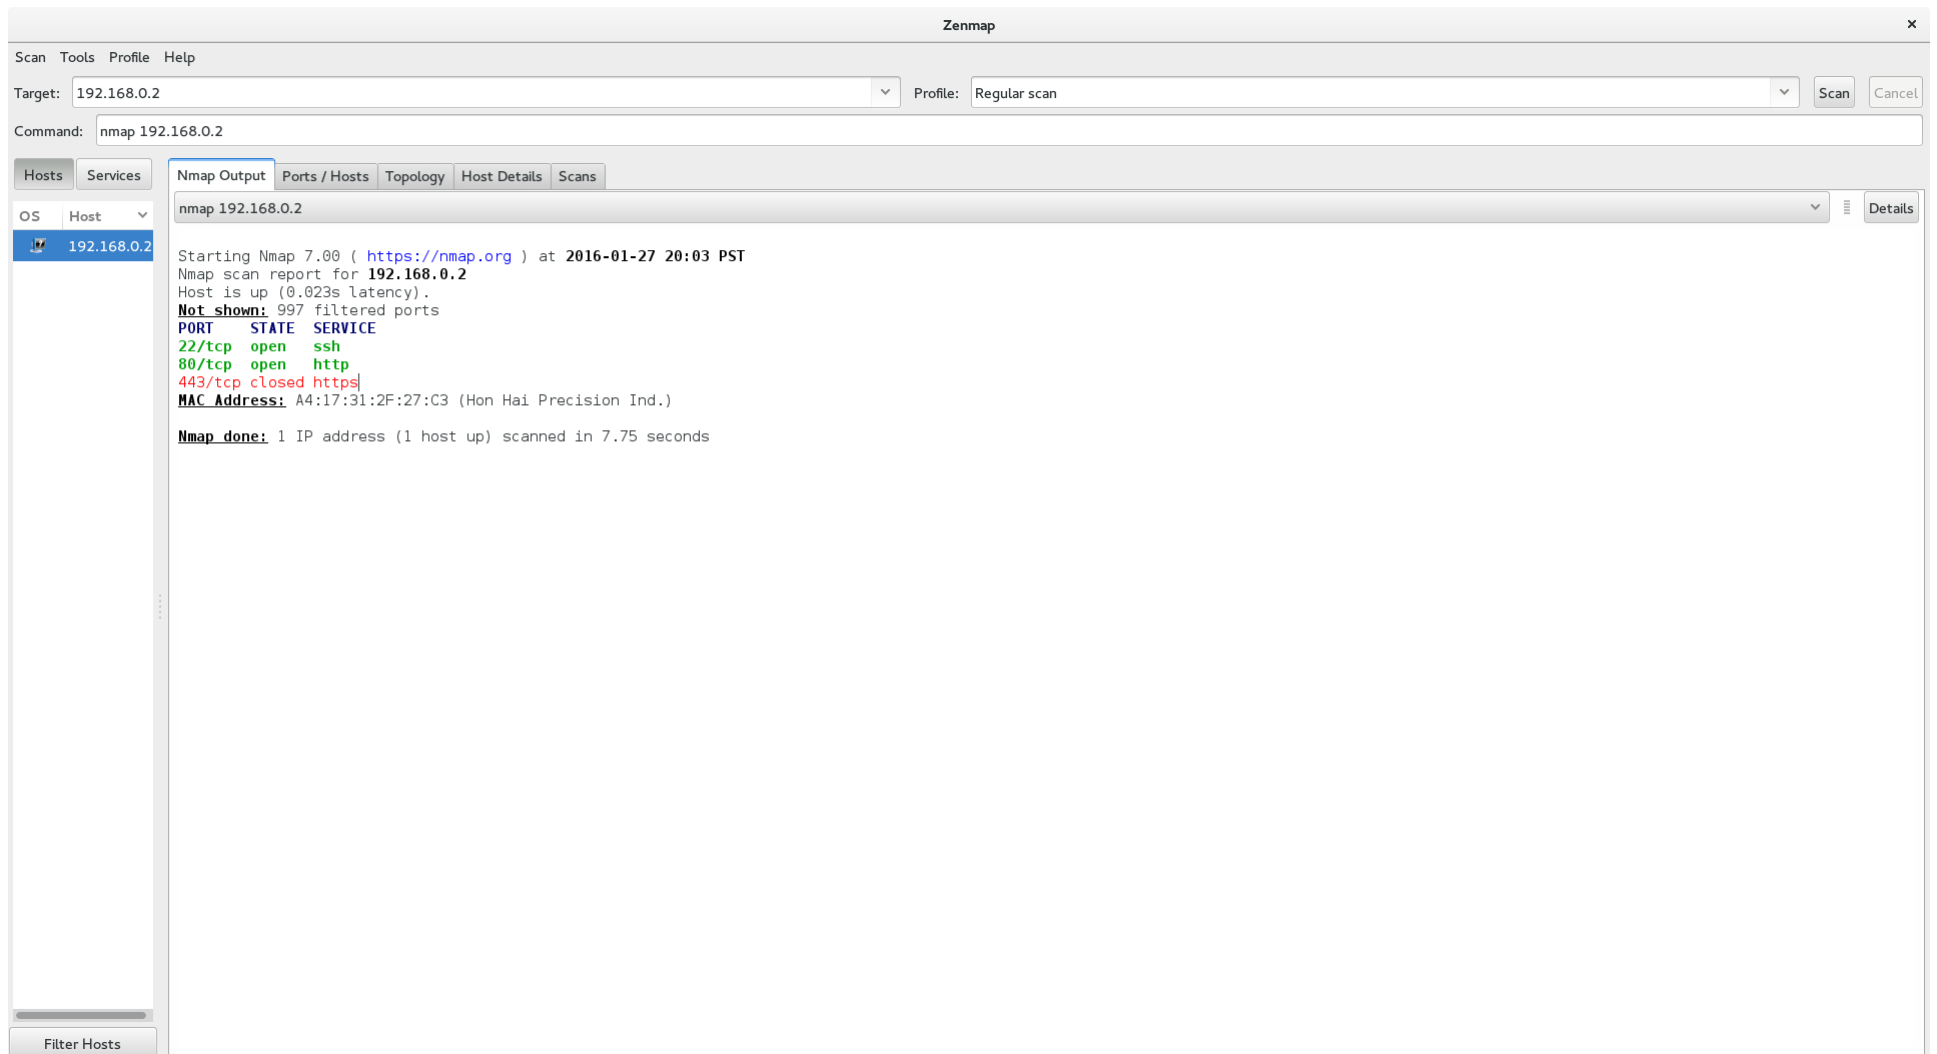 Zenmap ×
Scan Tools Profile Help
Target: 192.168.0.2 Profile: Regular scan Scan Cancel
Command: nmap 192.168.0.2
Hosts Services Nmap Output Ports / Hosts Topology Host Details Scans
nmap 192.168.0.2 Details
OS Host
192.168.0.2
Starting Nmap 7.00 ( https://nmap.org ) at 2016-01-27 20:03 PST
Nmap scan report for 192.168.0.2
Host is up (0.023s latency).
Not shown: 997 filtered ports
PORT STATE SERVICE
22/tcp open ssh
80/tcp open http
443/tcp closed https
MAC Address: A4:17:31:2F:27:C3 (Hon Hai Precision Ind.)
Nmap done: 1 IP address (1 host up) scanned in 7.75 seconds
Filter Hosts